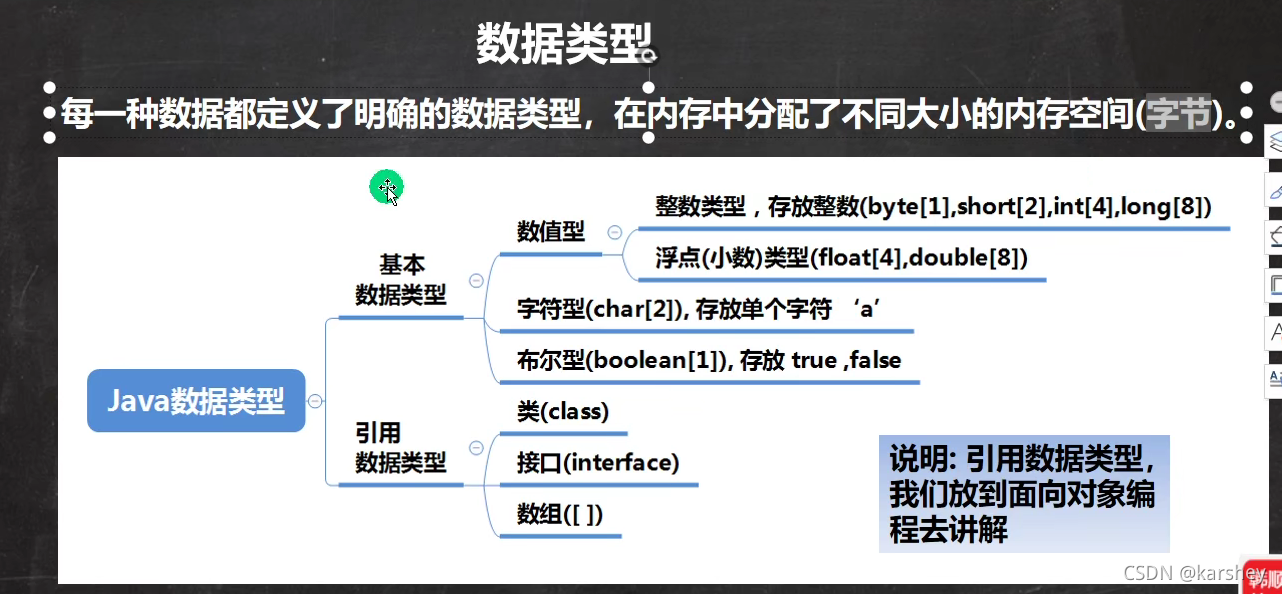 数据类型
每一种数据都定义了明确的数据类型，在内存中分配了不同大小的内存空间(字节)。
整数类型，存放整数(byte[1],short[2],int[4],long[8])
数值型
浮点(小数)类型(float[4],double[8])
基本
数据类型
字符型(char[2]), 存放单个字符 ‘a’
布尔型(boolean[1]), 存放 true ,false
Java数据类型
类(class)
引用
数据类型
接口(interface)
数组([ ])
说明: 引用数据类型，
我们放到面向对象编
程去讲解
CSDN @karshey